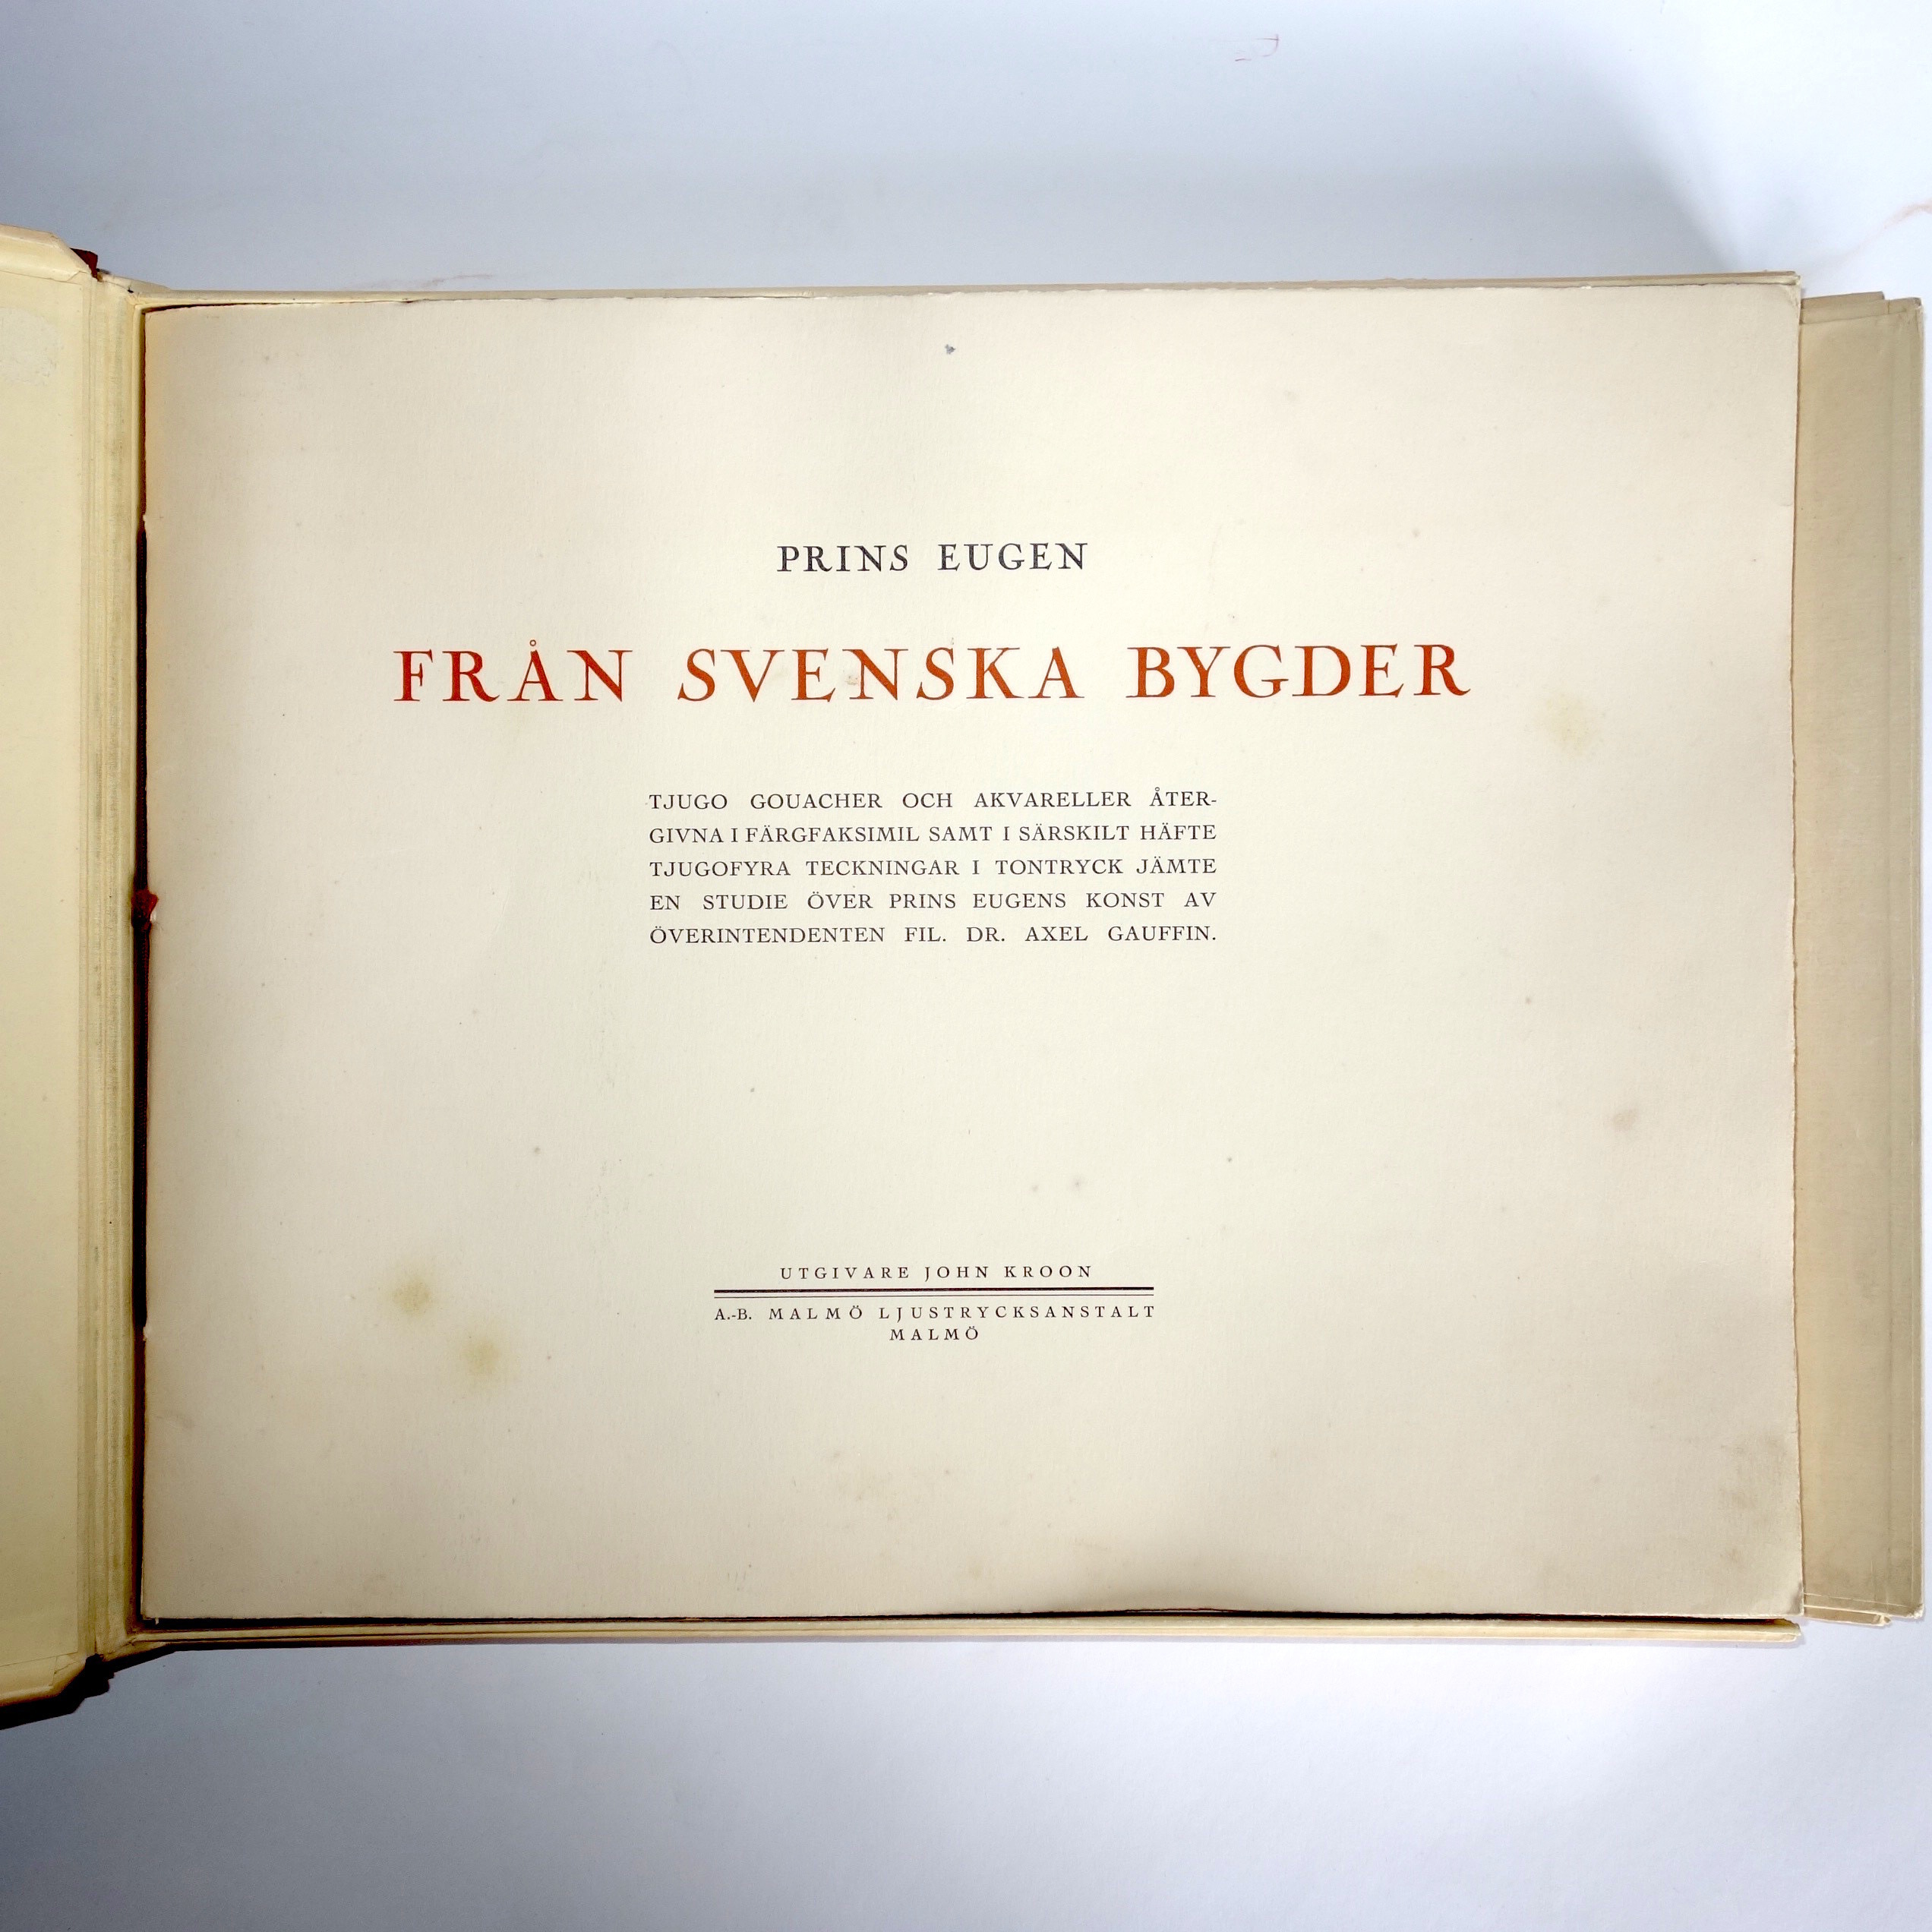 PRINS EUGEN
FRÅN SVENSKA BYGDER
TJUGO GOUACHER OCH AKVARELLER ÅTER-
GIVNA I FÄRGFAKSIMIL SAMT I SÄRSKILT HÄFTE
TJUGOFYRA TECKNINGAR I TONTRYCK JÄMTE
EN STUDIE ÖVER PRINS EUGENS KONST AV
ÖVERINTENDENTEN FIL. DR. AXEL GAUFFIN.
UTGIVARE JOHN KROON
A.-B. MALMÖ LJUSTRYCKSANSTALT
MALMÖ